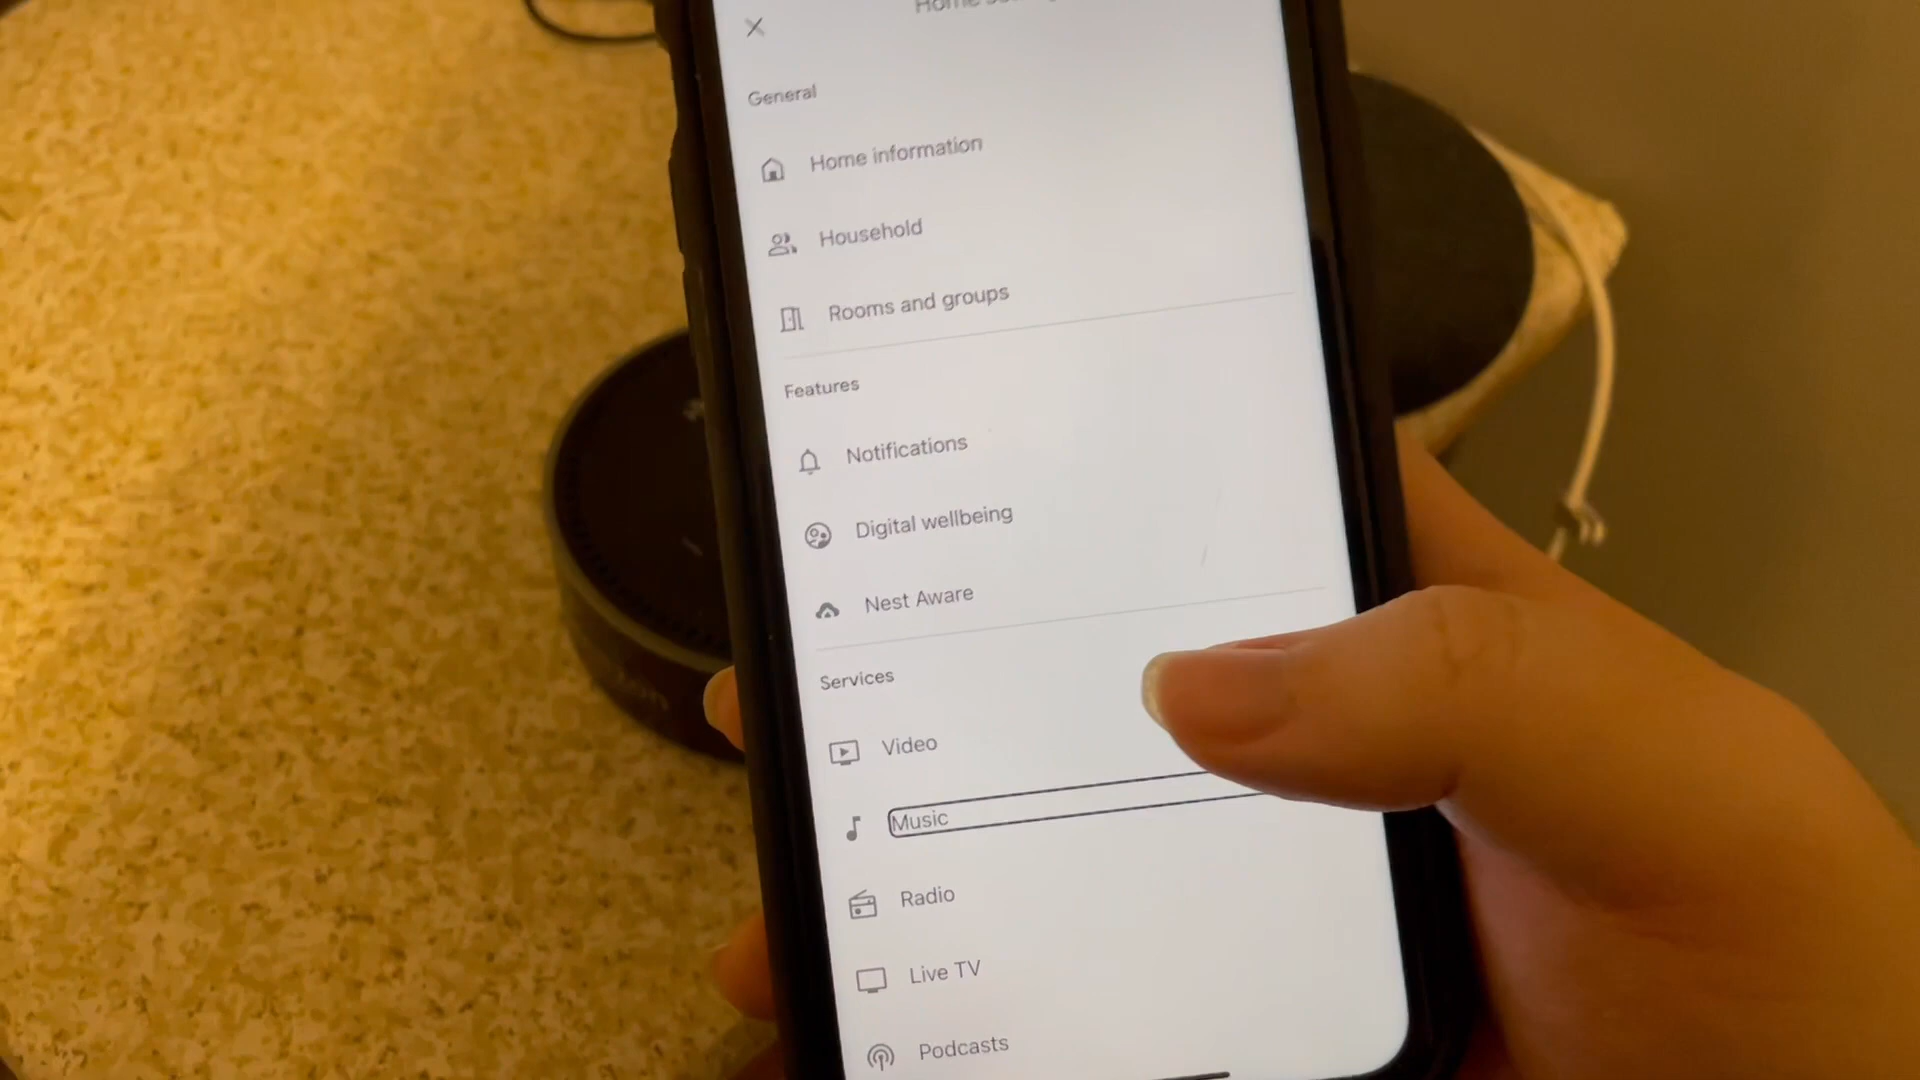 General
Home information
Household
Rooms and groups
Features
Notifications
Digital wellbeing
Nest Aware
Services
Video
Music
Radio
Live TV
Podcasts